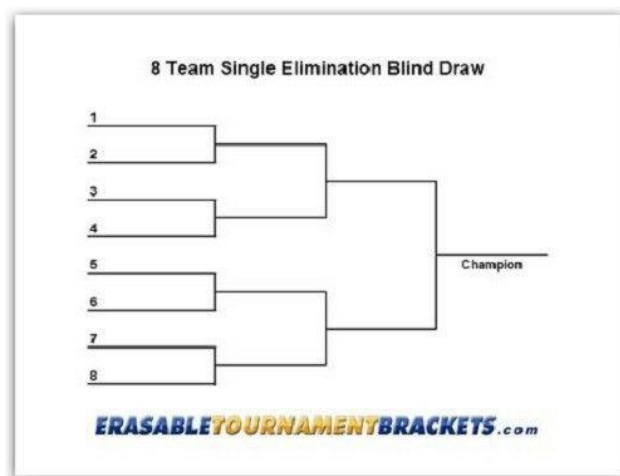 8 Team Single Elimination Blind Draw
1
2
3
4
5
6
7
8
Champion
ERASABLETOURNAMENTBRACKETS.com